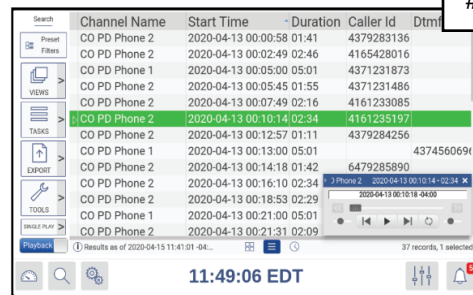 #
Search
Preset Filters
VIEWS >
TASKS >
EXPORT >
TOOLS >
SINGLE PLAY >
Playback
Channel Name Start Time Duration Caller Id Dtmf
CO PD Phone 2 2020-04-13 00:00:58 01:41 4379283136
CO PD Phone 2 2020-04-13 00:02:49 02:46 4165428016
CO PD Phone 1 2020-04-13 00:05:00 05:01 4371231873
CO PD Phone 2 2020-04-13 00:05:45 01:55 4371231486
CO PD Phone 2 2020-04-13 00:07:49 02:16 4161233085
CO PD Phone 2 2020-04-13 00:10:14 02:34 4161235197
CO PD Phone 2 2020-04-13 00:12:57 01:11 4379284256
CO PD Phone 1 2020-04-13 00:13:00 05:01 437456069
CO PD Phone 2 2020-04-13 00:14:18 01:42 6479285890
CO PD Phone 2 2020-04-13 00:16:10 02:34
CO PD Phone 2 2020-04-13 00:18:53 02:29
CO PD Phone 1 2020-04-13 00:21:00 05:01
CO PD Phone 2 2020-04-13 00:21:31 02:09
Phone 2 2020-04-13 00:10:14 - 02:34 X
2020-04-13 00:10:18 -04:00
Results as of 2020-04-15 11:41:01 -04:...
37 records, 1 selected
11:49:06 EDT